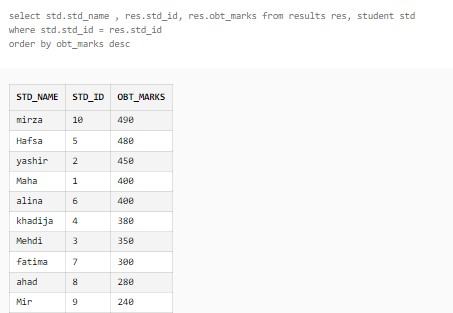 select std.std_name , res.std_id, res.obt_marks from results res, student std
where std.std_id = res.std_id
order by obt_marks desc
STD_NAME STD_ID OBT_MARKS
mirza 10 490
Hafsa 5 480
yashir 2 450
Maha 1 400
alina 6 400
khadija 4 380
Mehdi 3 350
fatima 7 300
ahad 8 280
Mir 9 240